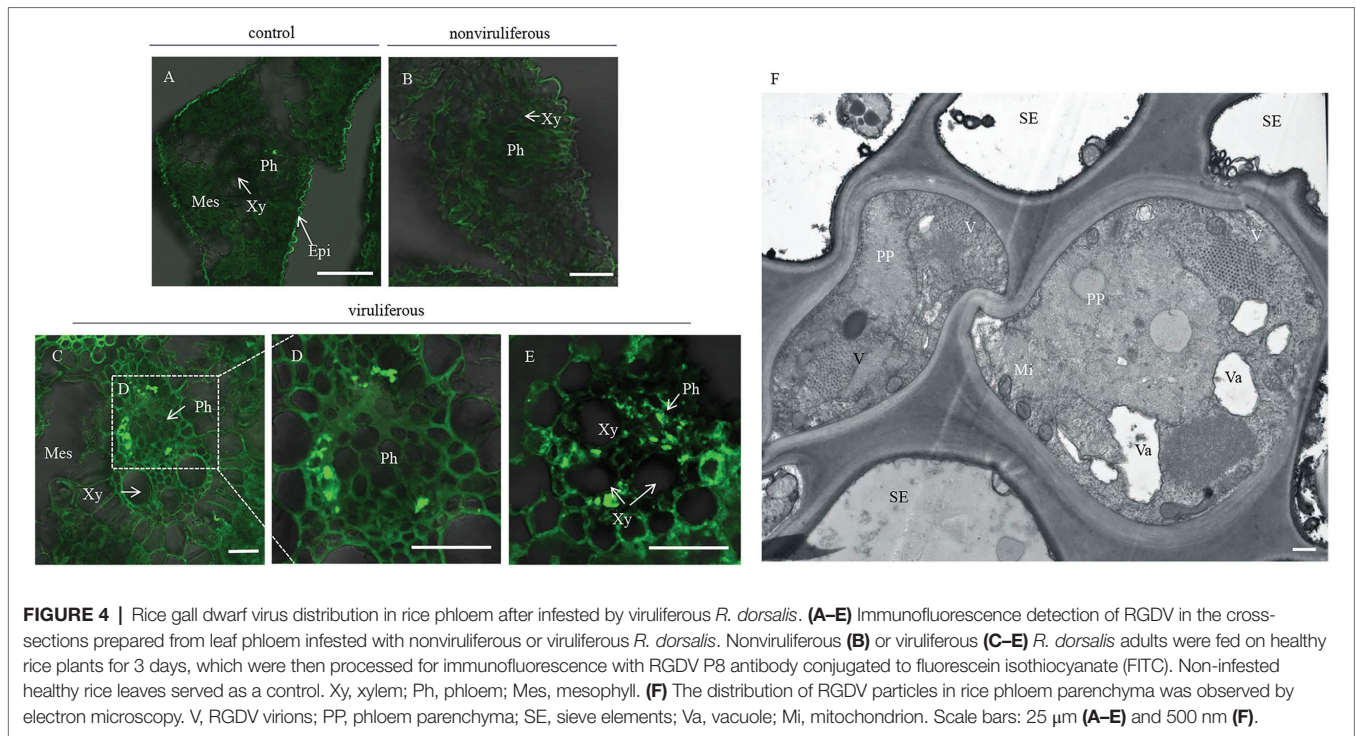 control
nonviruliferous
A
Ph
Mes
Xy
Epi
B
Xy
Ph
viruliferous
C
D
Ph
Mes
Xy
D
Ph
E
Ph
Xy
Xy
F
SE
SE
V
V
PP
PP
V
Mi
Va
Va
SE
FIGURE 4 | Rice gall dwarf virus distribution in rice phloem after infested by viruliferous R. dorsalis. (A–E) Immunofluorescence detection of RGDV in the cross-
sections prepared from leaf phloem infested with nonviruliferous or viruliferous R. dorsalis. Nonviruliferous (B) or viruliferous (C–E) R. dorsalis adults were fed on healthy
rice plants for 3 days, which were then processed for immunofluorescence with RGDV P8 antibody conjugated to fluorescein isothiocyanate (FITC). Non-infested
healthy rice leaves served as a control. Xy, xylem; Ph, phloem; Mes, mesophyll. (F) The distribution of RGDV particles in rice phloem parenchyma was observed by
electron microscopy. V, RGDV virions; PP, phloem parenchyma; SE, sieve elements; Va, vacuole; Mi, mitochondrion. Scale bars: 25 μm (A–E) and 500 nm (F).